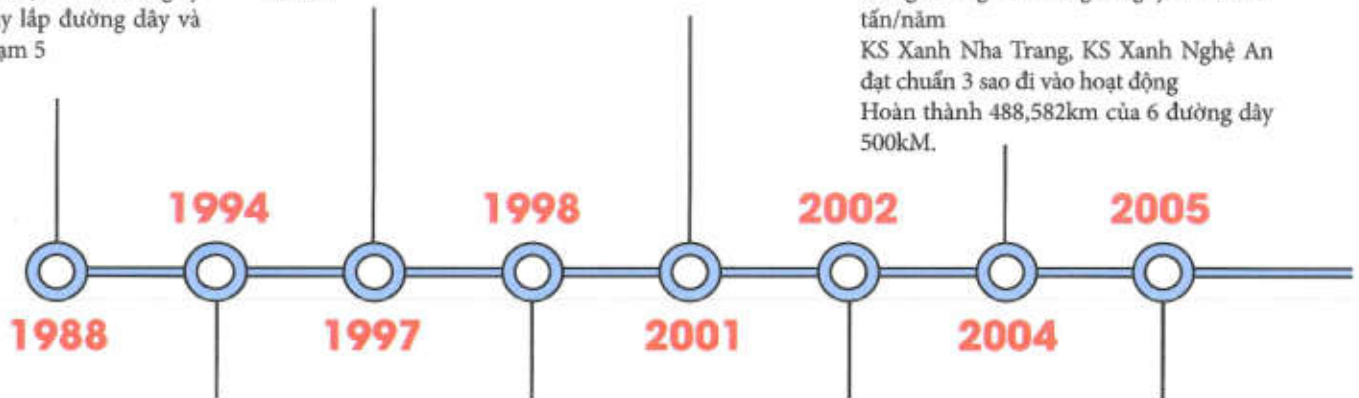 lắp đường dây và
5
tấn/năm
KS Xanh Nha Trang, KS Xanh Nghệ An
đạt chuẩn 3 sao đi vào hoạt động
Hoàn thành 488,582km của 6 đường dây
500kM.
1994
1998
2002
2005
1988
1997
2001
2004